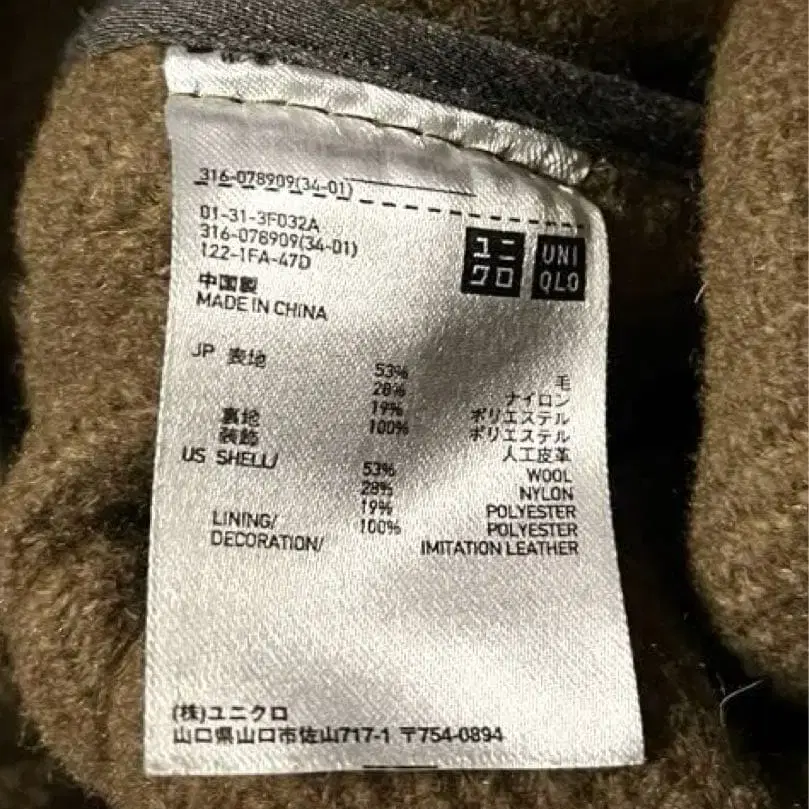 316-078909(34-01)
01-31-3F032A
316-078909(34-01)
122-1FA-47D
ユニ
クロ
UNI
QLO
中国製
MADE IN CHINA
JP 表地 53% 毛
28% ナイロン
19% ポリエステル
裏地 100% ポリエステル
装飾 人工皮革
US SHELL/ 53% WOOL
28% NYLON
19% POLYESTER
LINING/ 100% POLYESTER
DECORATION/ IMITATION LEATHER
(株)ユニクロ
山口県山口市佐山717-1 〒754-0894